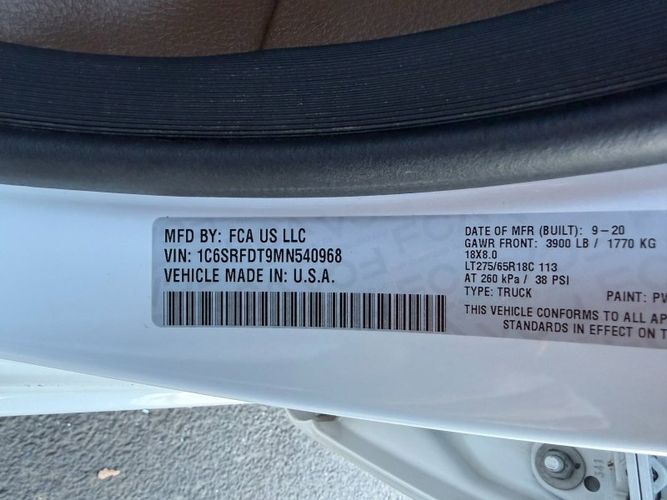 MFD BY: FCA US LLC
VIN: 1C6SRFDT9MN540968
VEHICLE MADE IN: U.S.A.
DATE OF MFR (BUILT): 9-20
GAWR FRONT: 3900 LB / 1770 KG
18X8.0
LT275/65R18C 113
AT 260 kPa / 38 PSI
TYPE: TRUCK PAINT: PW
THIS VEHICLE CONFORMS TO ALL AP
STANDARDS IN EFFECT ON T